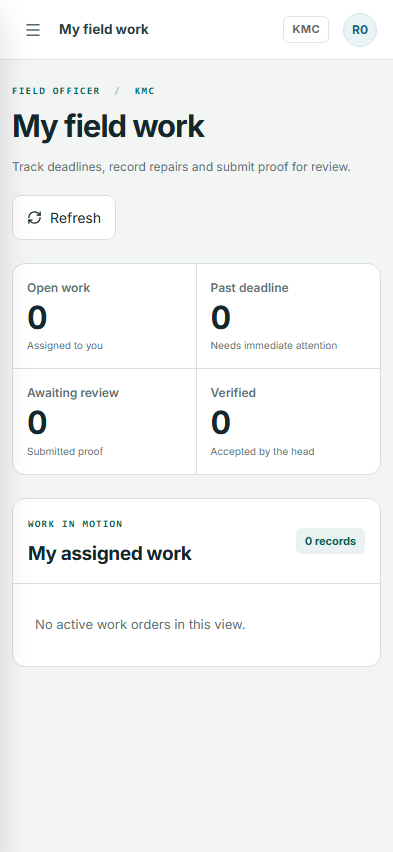 My field work
KMC
RO
FIELD OFFICER / KMC
My field work
Track deadlines, record repairs and submit proof for review.
Refresh
Open work
0
Assigned to you
Past deadline
0
Needs immediate attention
Awaiting review
0
Submitted proof
Verified
0
Accepted by the head
WORK IN MOTION
My assigned work
0 records
No active work orders in this view.